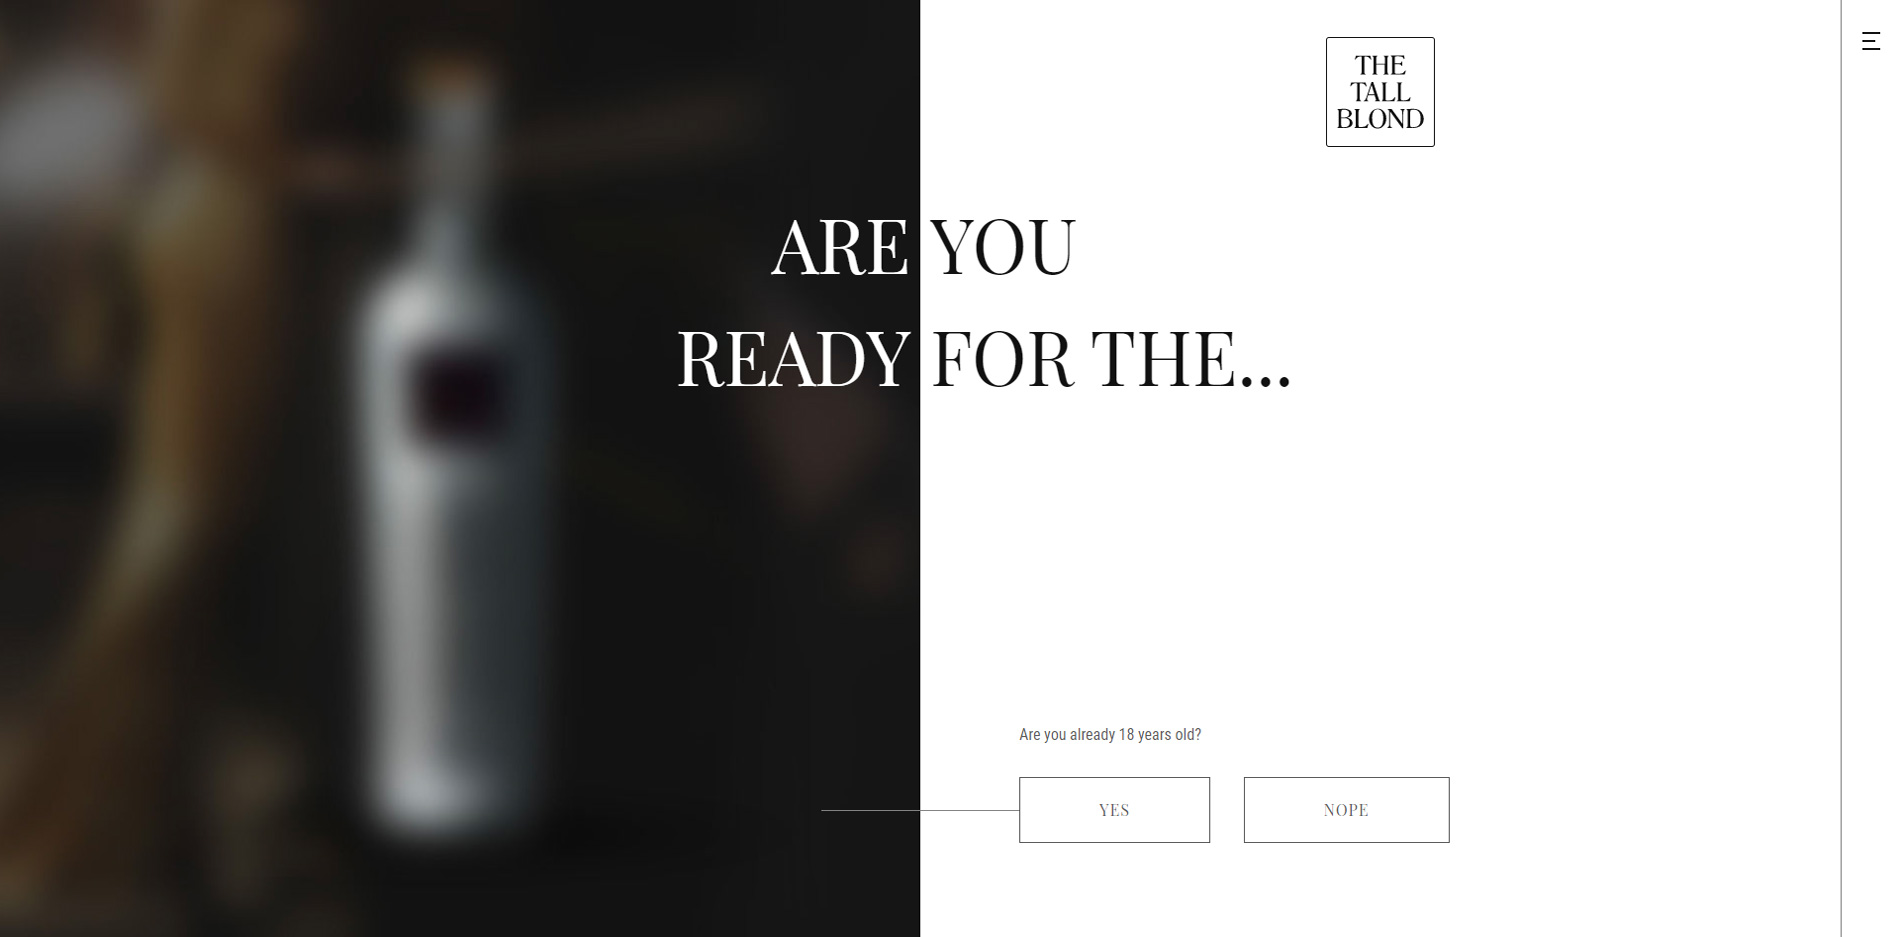 THE
TALL
BLOND
ARE YOU
READY FOR THE...
Are you already 18 years old?
YES
NOPE